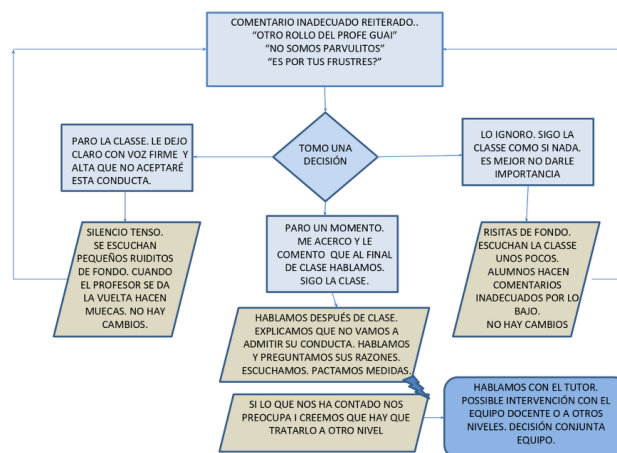 COMENTARIO INADECUADO REITERADO..
“OTRO ROLLO DEL PROFE GUAI”
“NO SOMOS PARVULITOS”
“ES POR TUS FRUSTRES?”
TOMO UNA
DECISIÓN
PARO LA CLASE. LE DEJO
CLARO CON VOZ FIRME Y
ALTA QUE NO ACEPTARÉ
ESTA CONDUCTA.
LO IGNORO. SIGO LA
CLASE COMO SI NADA.
ES MEJOR NO DARLE
IMPORTANCIA
SILENCIO TENSO.
SE ESCUCHAN
PEQUEÑOS RUIDITOS
DE FONDO. CUANDO
EL PROFESOR SE DA
LA VUELTA HACEN
MUECAS. NO HAY
CAMBIOS.
PARO UN MOMENTO.
ME ACERCO Y LE
COMENTO QUE AL FINAL
DE CLASE HABLAMOS.
SIGO LA CLASE.
RISITAS DE FONDO.
ESCUCHAN LA CLASE
UNOS POCOS.
ALUMNOS HACEN
COMENTARIOS
INADECUADOS POR LO
BAJO.
NO HAY CAMBIOS
HABLAMOS DESPUÉS DE CLASE.
EXPLICAMOS QUE NO VAMOS A
ADMITIR SU CONDUCTA. HABLAMOS
Y PREGUNTAMOS SUS RAZONES.
ESCUCHAMOS. PACTAMOS MEDIDAS.
SI LO QUE NOS HA CONTADO NOS
PREOCUPA I CREEMOS QUE HAY QUE
TRATARLO A OTRO NIVEL
HABLAMOS CON EL TUTOR.
POSSIBLE INTERVENCIÓN CON EL
EQUIPO DOCENTE O A OTROS
NIVELES. DECISIÓN CONJUNTA
EQUIPO.